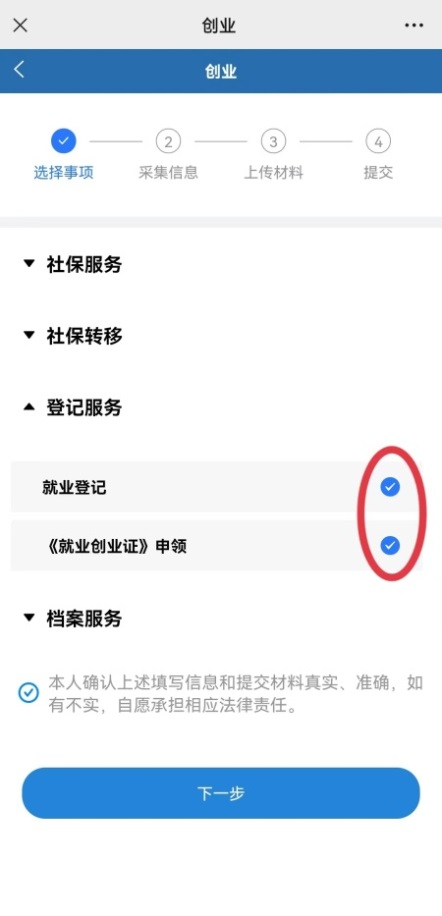 创业
创业
2
3
4
选择事项
采集信息
上传材料
提交
社保服务
社保转移
登记服务
就业登记
《就业创业证》申领
档案服务
本人确认上述填写信息和提交材料真实、准确，如
有不实，自愿承担相应法律责任。
下一步